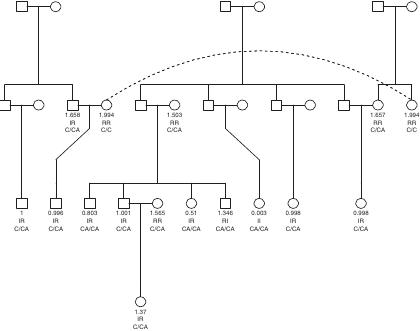 1.658 1.994 1.503 1.657 1.994
IR RR RR RR RR
C/CA C/C C/CA C/CA C/C
1 0.996 0.803 1.001 1.565 0.51 1.346 0.003 0.998 0.998
IR IR IR IR RR IR RI II IR IR
C/CA C/CA CA/CA C/CA C/CA CA/CA CA/CA CA/CA C/CA C/CA
1.37
IR
C/CA